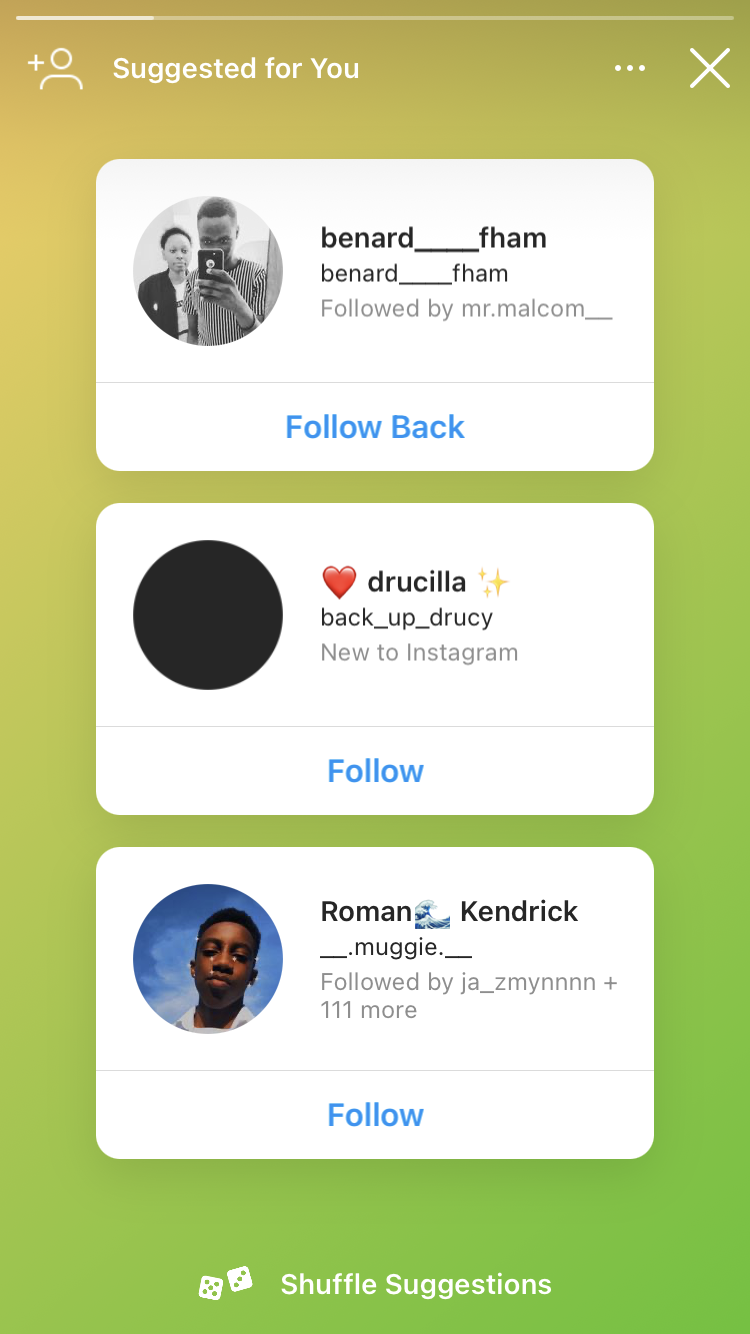 Suggested for You
benard_____fham
benard____fham
Followed by mr.malcom__
Follow Back
❤️ drucilla ✨
back_up_drucy
New to Instagram
Follow
Roman🌊 Kendrick
__.muggie.__
Followed by ja_zmynnnn +
111 more
Follow
Shuffle Suggestions